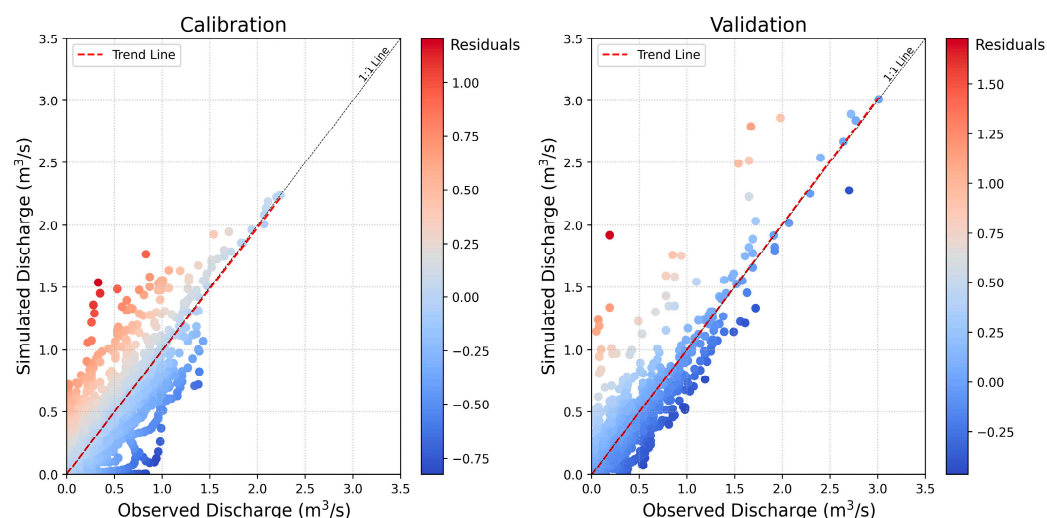 Calibration
Trend Line
1:1 Line
Simulated Discharge (m³/s)
3.5
3.0
2.5
2.0
1.5
1.0
0.5
0.0
0.0 0.5 1.0 1.5 2.0 2.5 3.0 3.5
Observed Discharge (m³/s)
Residuals
1.00
0.75
0.50
0.25
0.00
−0.25
−0.50
−0.75
Validation
Trend Line
1:1 Line
Simulated Discharge (m³/s)
3.5
3.0
2.5
2.0
1.5
1.0
0.5
0.0
0.0 0.5 1.0 1.5 2.0 2.5 3.0 3.5
Observed Discharge (m³/s)
Residuals
1.50
1.25
1.00
0.75
0.50
0.25
0.00
−0.25